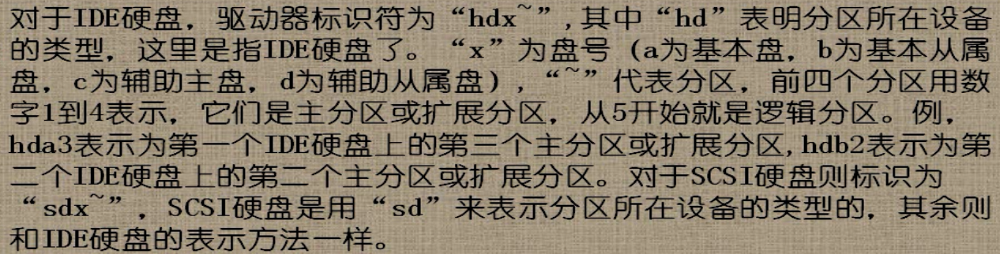 对于IDE硬盘，驱动器标识符为“hdx~”,其中“hd”表明分区所在设备
的类型，这里是指IDE硬盘了。“x”为盘号（a为基本盘，b为基本从属
盘，c为辅助主盘，d为辅助从属盘）,“~”代表分区，前四个分区用数
字1到4表示，它们是主分区或扩展分区，从5开始就是逻辑分区。例，
hda3表示为第一个IDE硬盘上的第三个主分区或扩展分区,hdb2表示为第
二个IDE硬盘上的第二个主分区或扩展分区。对于SCSI硬盘则标识为
“sdx~”，SCSI硬盘是用“sd”来表示分区所在设备的类型的，其余则
和IDE硬盘的表示方法一样。